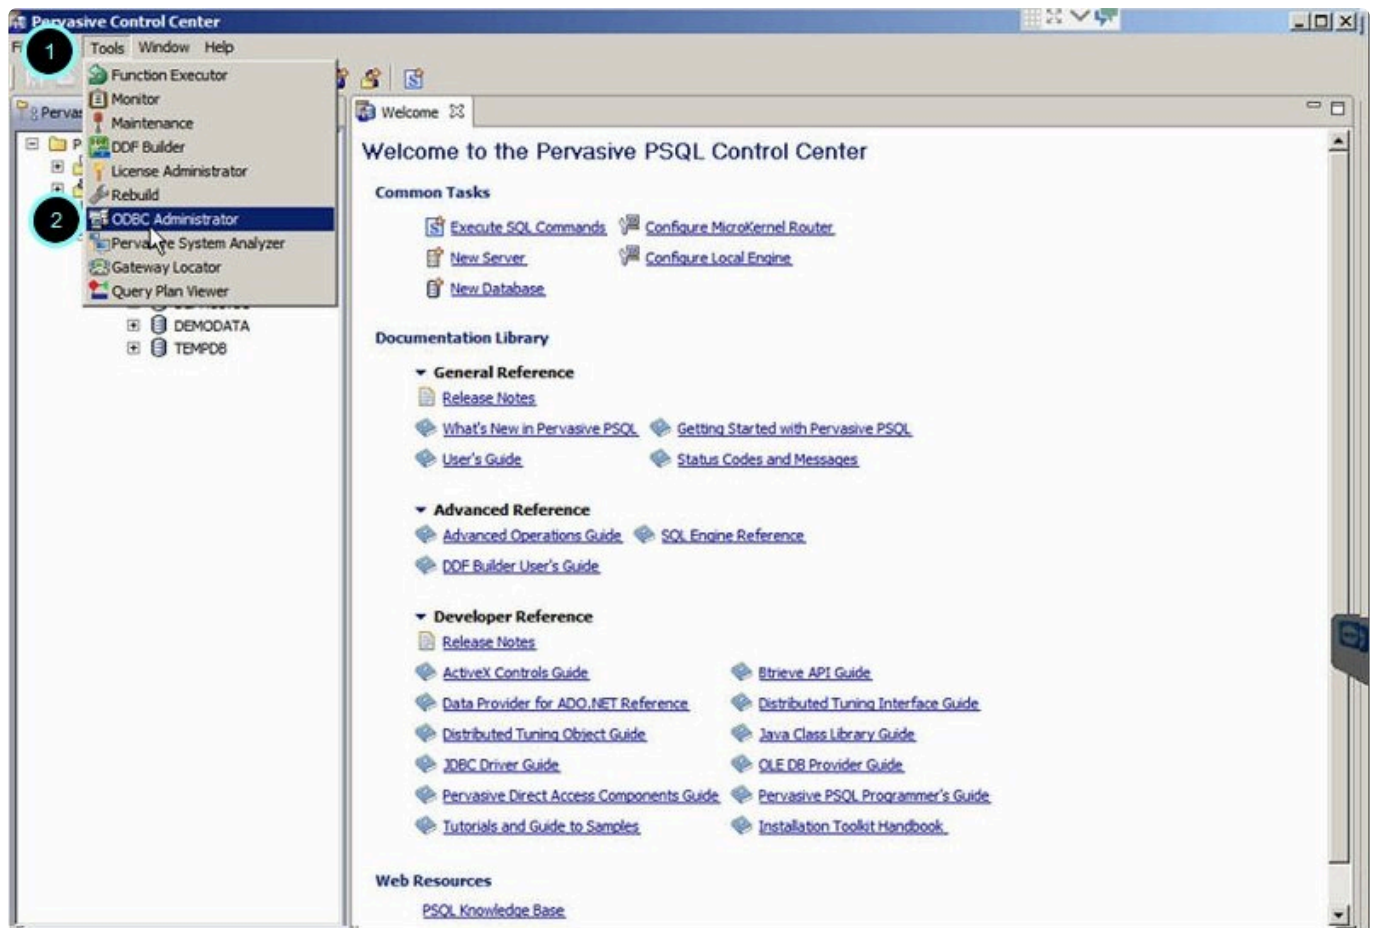 Pervasive Control Center
1
Tools Window Help
Function Executor
Monitor
Maintenance
DDF Builder
License Administrator
Rebuild
2
ODBC Administrator
System Analyzer
Gateway Locator
Query Plan Viewer
DEMODATA
TEMPDB
Welcome
Welcome to the Pervasive PSQL Control Center
Common Tasks
Execute SQL Commands Configure MicroKernel Router
New Server Configure Local Engine
New Database
Documentation Library
General Reference
Release Notes
What's New in Pervasive PSQL Getting Started with Pervasive PSQL
User's Guide Status Codes and Messages
Advanced Reference
Advanced Operations Guide SQL Engine Reference
DDF Builder User's Guide
Developer Reference
Release Notes
ActiveX Controls Guide Btrieve API Guide
Data Provider for ADO.NET Reference Distributed Tuning Interface Guide
Distributed Tuning Object Guide Java Class Library Guide
JDBC Driver Guide OLE DB Provider Guide
Pervasive Direct Access Components Guide Pervasive PSQL Programmer's Guide
Tutorials and Guide to Samples Installation Toolkit Handbook
Web Resources
PSQL Knowledge Base